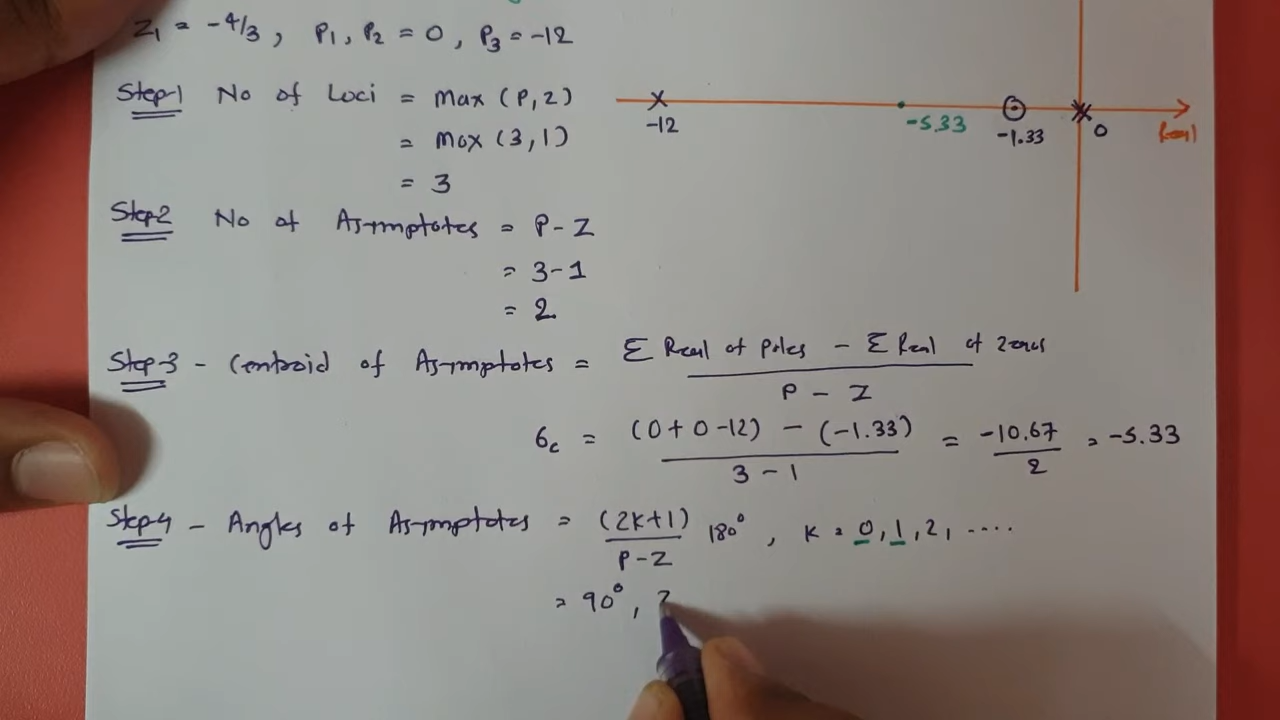 Z₁ = -4/3, P₁, P₂ = 0, P₃ = -12
Step-1 No of Loci = Max (P, Z)
= Max (3, 1)
= 3
-12
-5.33
-1.33
0
Real
Step2 No of Asymptotes = P - Z
= 3 - 1
= 2
Step-3 - Centroid of Asymptotes = Σ Real of Poles - Σ Real of zeros / P - Z
σc = (0 + 0 - 12) - (-1.33) / 3 - 1 = -10.67 / 2 = -5.33
Step-4 - Angles of Asymptotes = (2K+1) / P - Z 180°, K = 0, 1, 2, ....
= 90°, 2